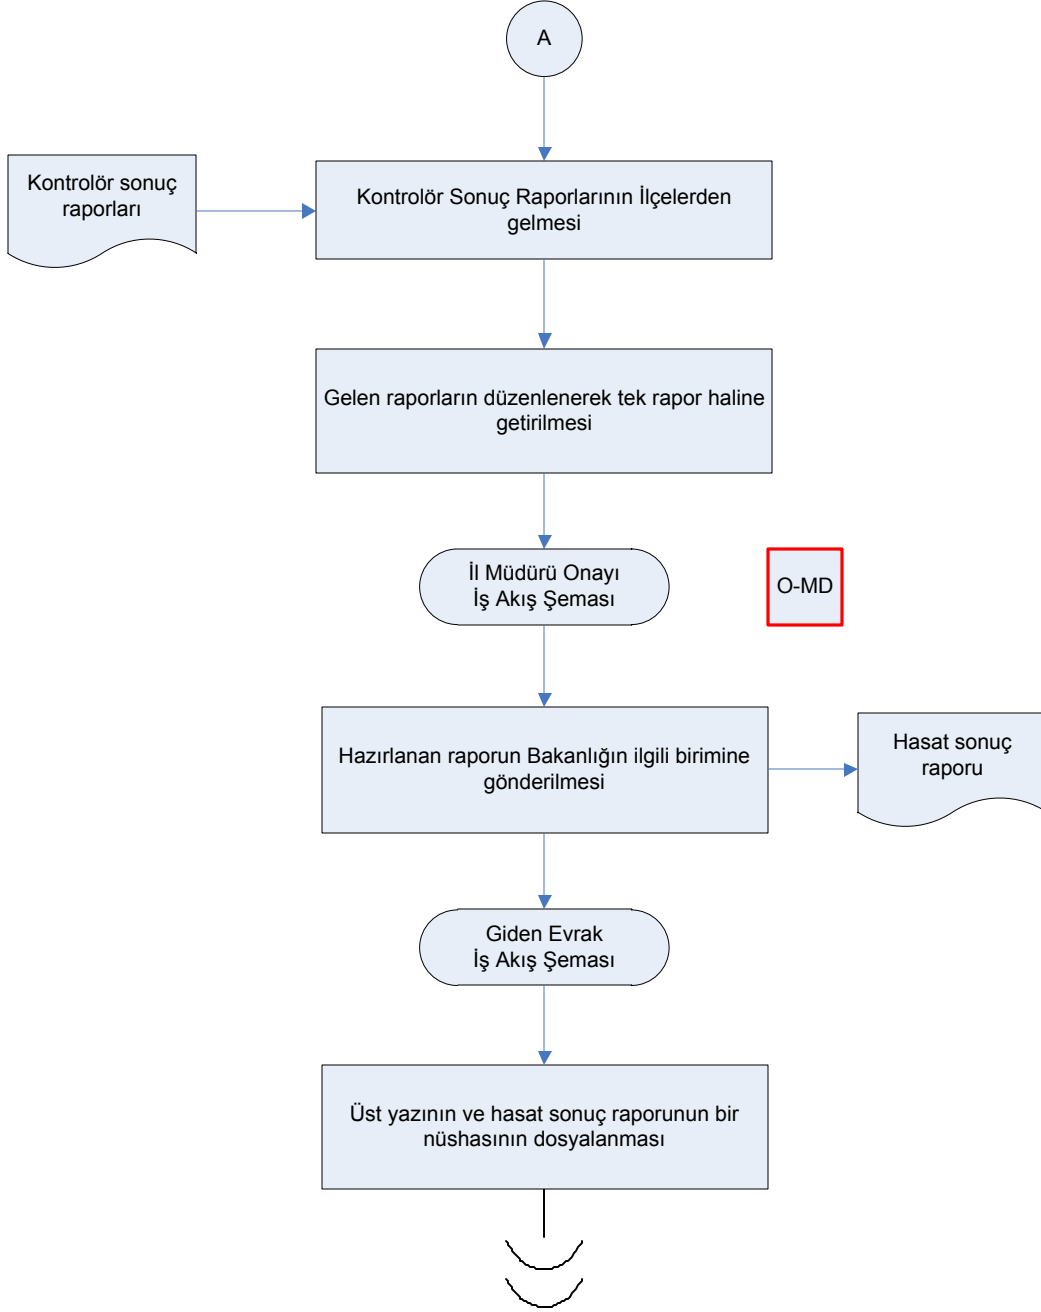 A
Kontrolör sonuç
raporları
Kontrolör Sonuç Raporlarının İlçelerden
gelmesi
Gelen raporların düzenlenerek tek rapor haline
getirilmesi
İl Müdürü Onayı
İş Akış Şeması
O-MD
Hazırlanan raporun Bakanlığın ilgili birimine
gönderilmesi
Hasat sonuç
raporu
Giden Evrak
İş Akış Şeması
Üst yazının ve hasat sonuç raporunun bir
nüshasının dosyalanması